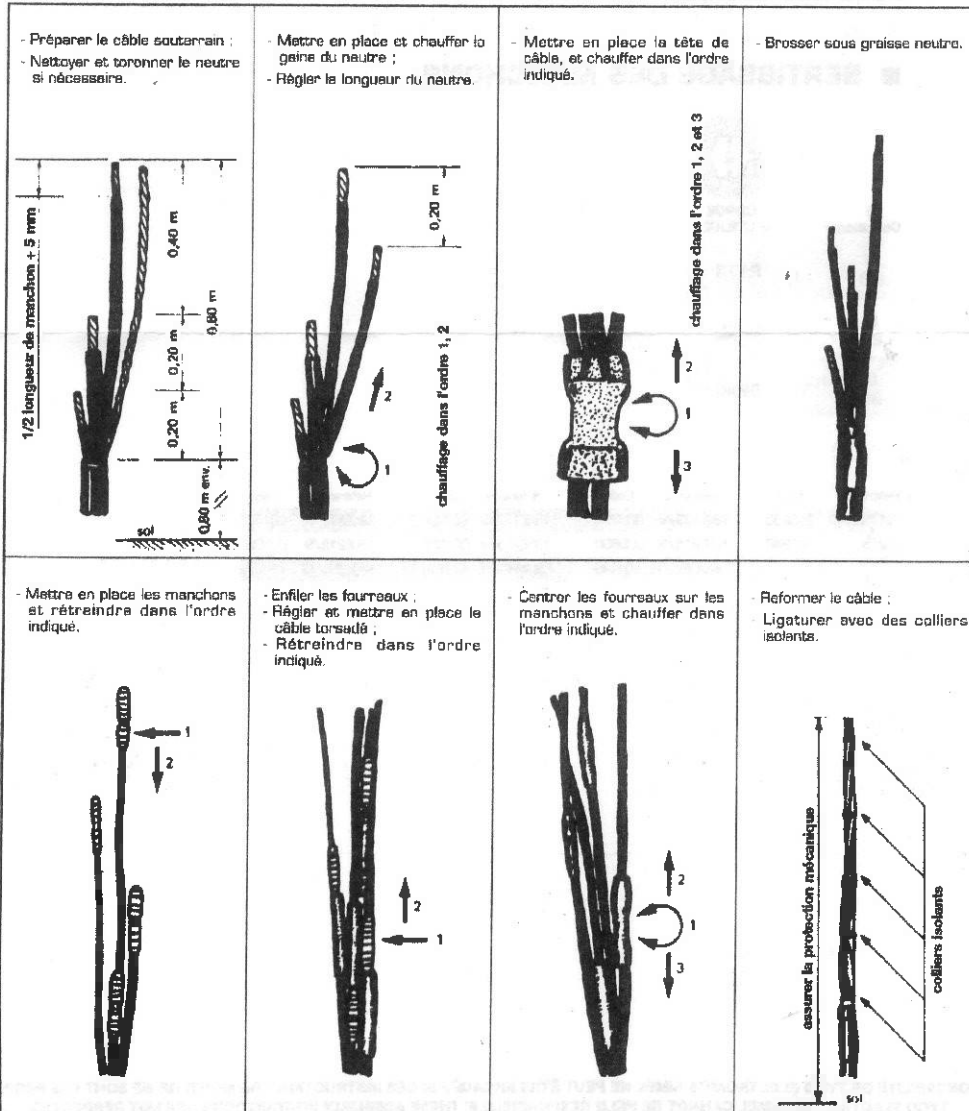 - Préparer le câble souterrain ;
- Nettoyer et toronner le neutre
si nécessaire.
1/2 longueur de manchon + 5 mm
0,40 m
0,80 m
0,20 m
0,20 m
0,80 m env.
sol
- Mettre en place et chauffer la
gaine du neutre ;
- Régler la longueur du neutre.
0,20 m
2
1
chauffage dans l'ordre 1, 2
- Mettre en place la tête de
câble, et chauffer dans l'ordre
indiqué.
chauffage dans l'ordre 1, 2 et 3
2
1
3
- Brosser sous graisse neutre.
- Mettre en place les manchons
et rétreindre dans l'ordre
indiqué.
1
2
- Enfiler les fourreaux ;
- Régler et mettre en place le
câble torsadé ;
- Rétreindre dans l'ordre
indiqué.
2
1
- Centrer les fourreaux sur les
manchons et chauffer dans
l'ordre indiqué.
2
1
3
- Reformer le câble ;
Ligaturer avec des colliers
isolants.
assurer la protection mécanique
colliers isolants
sol